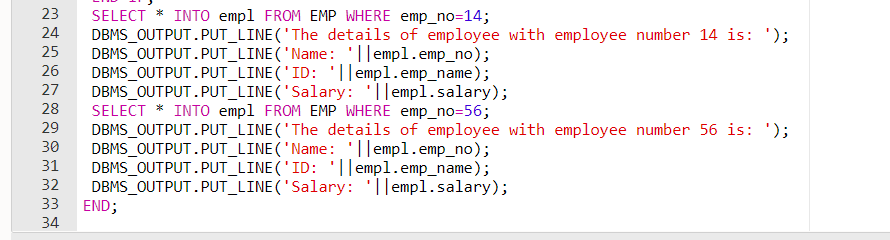 END IF;
23 SELECT * INTO empl FROM EMP WHERE emp_no=14;
24 DBMS_OUTPUT.PUT_LINE('The details of employee with employee number 14 is: ');
25 DBMS_OUTPUT.PUT_LINE('Name: '||empl.emp_no);
26 DBMS_OUTPUT.PUT_LINE('ID: '||empl.emp_name);
27 DBMS_OUTPUT.PUT_LINE('Salary: '||empl.salary);
28 SELECT * INTO empl FROM EMP WHERE emp_no=56;
29 DBMS_OUTPUT.PUT_LINE('The details of employee with employee number 56 is: ');
30 DBMS_OUTPUT.PUT_LINE('Name: '||empl.emp_no);
31 DBMS_OUTPUT.PUT_LINE('ID: '||empl.emp_name);
32 DBMS_OUTPUT.PUT_LINE('Salary: '||empl.salary);
33 END;
34